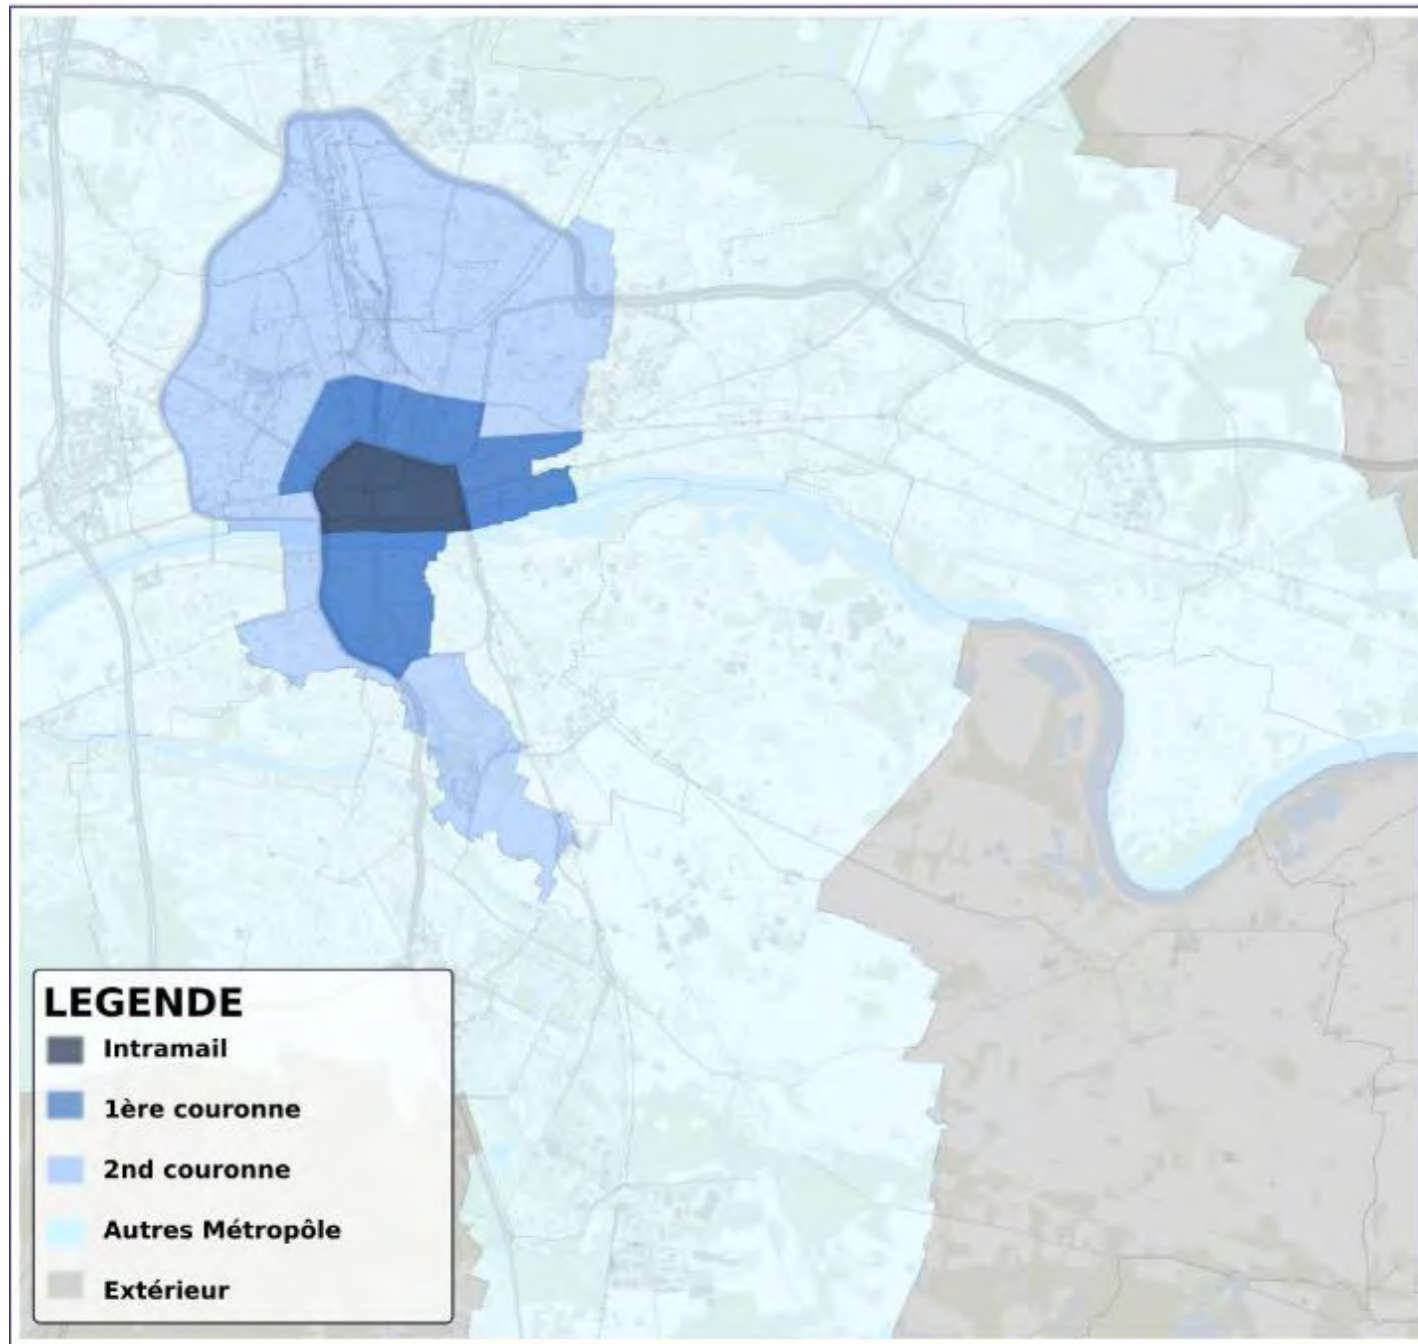 LEGENDE
Intramail
1ère couronne
2nd couronne
Autres Métropôle
Extérieur